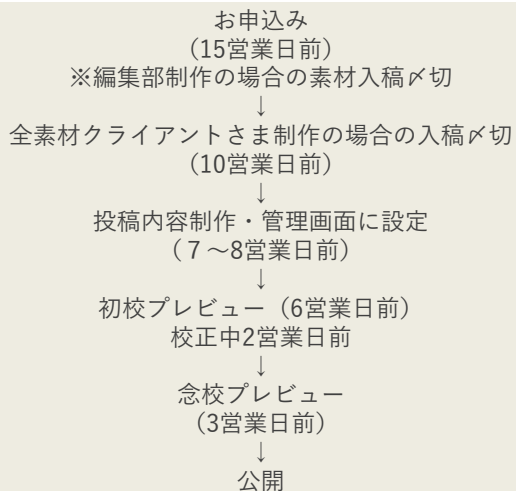 お申込み
（15営業日前）
※編集部制作の場合の素材入稿〆切
↓
全素材クライアントさま制作の場合の入稿〆切
（10営業日前）
↓
投稿内容制作・管理画面に設定
（７～8営業日前）
↓
初校プレビュー（6営業日前）
校正中2営業日前
↓
念校プレビュー
（3営業日前）
↓
公開